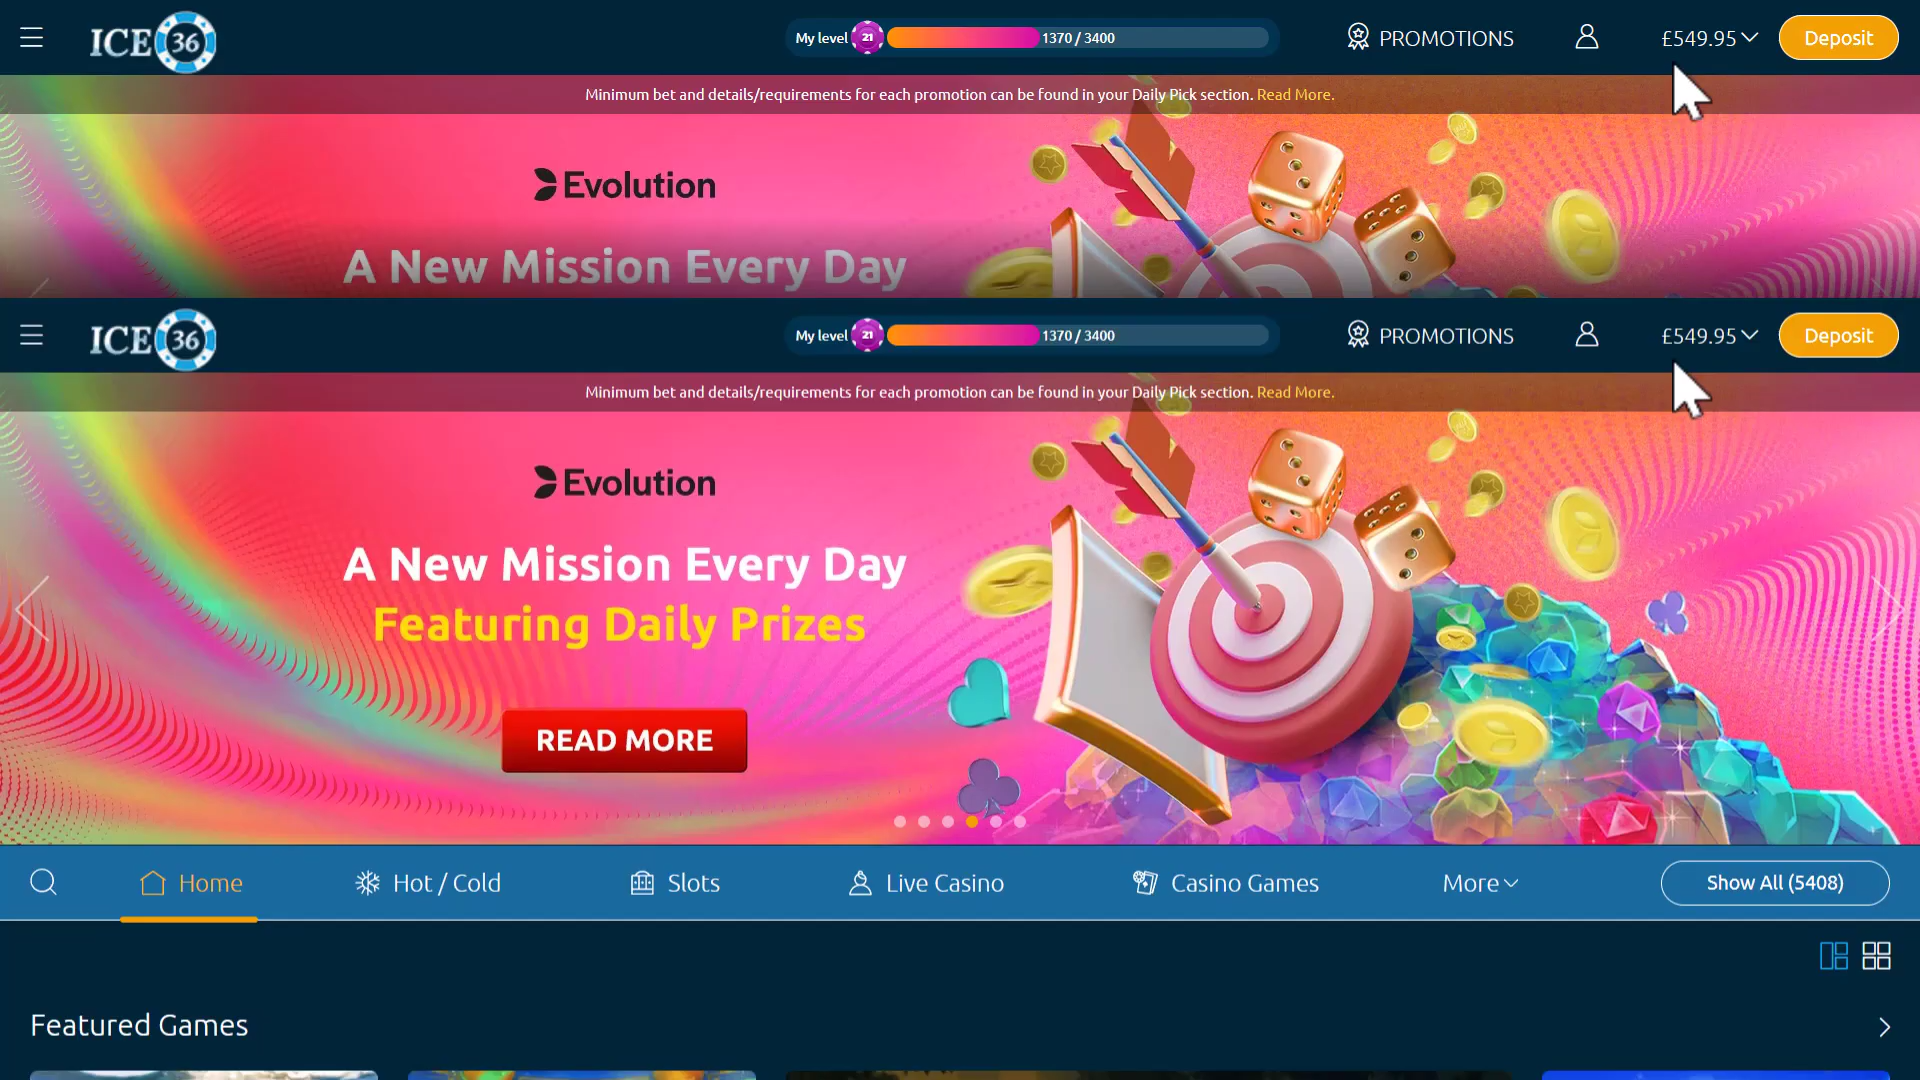 ICE 36
My level 21 1370 / 3400
PROMOTIONS
£549.95
Deposit
Minimum bet and details/requirements for each promotion can be found in your Daily Pick section. Read More.
Evolution
A New Mission Every Day
ICE 36
My level 21 1370 / 3400
PROMOTIONS
£549.95
Deposit
Minimum bet and details/requirements for each promotion can be found in your Daily Pick section. Read More.
Evolution
A New Mission Every Day
Featuring Daily Prizes
READ MORE
Home
Hot / Cold
Slots
Live Casino
Casino Games
More
Show All (5408)
Featured Games